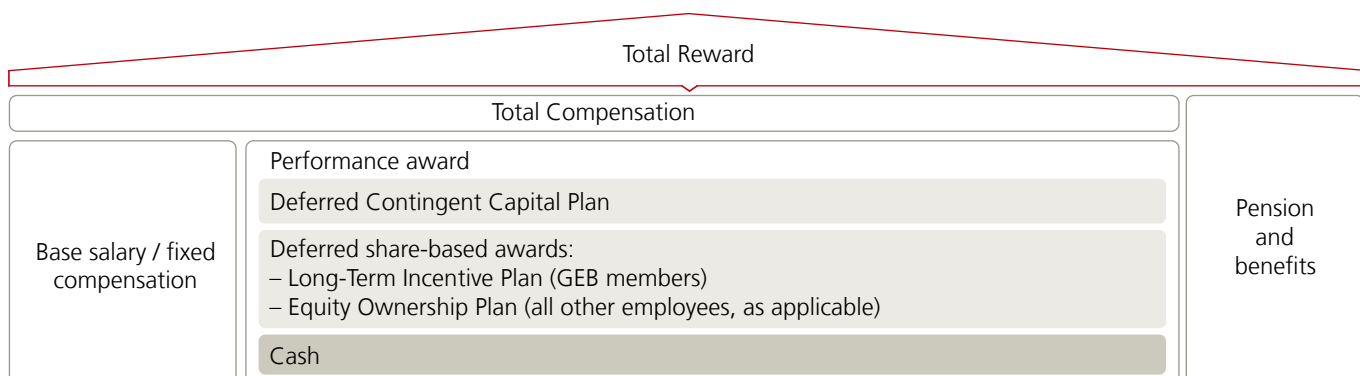 Total Reward
Total Compensation
Base salary / fixed
compensation
Performance award
Deferred Contingent Capital Plan
Deferred share-based awards:
– Long-Term Incentive Plan (GEB members)
– Equity Ownership Plan (all other employees, as applicable)
Cash
Pension
and
benefits